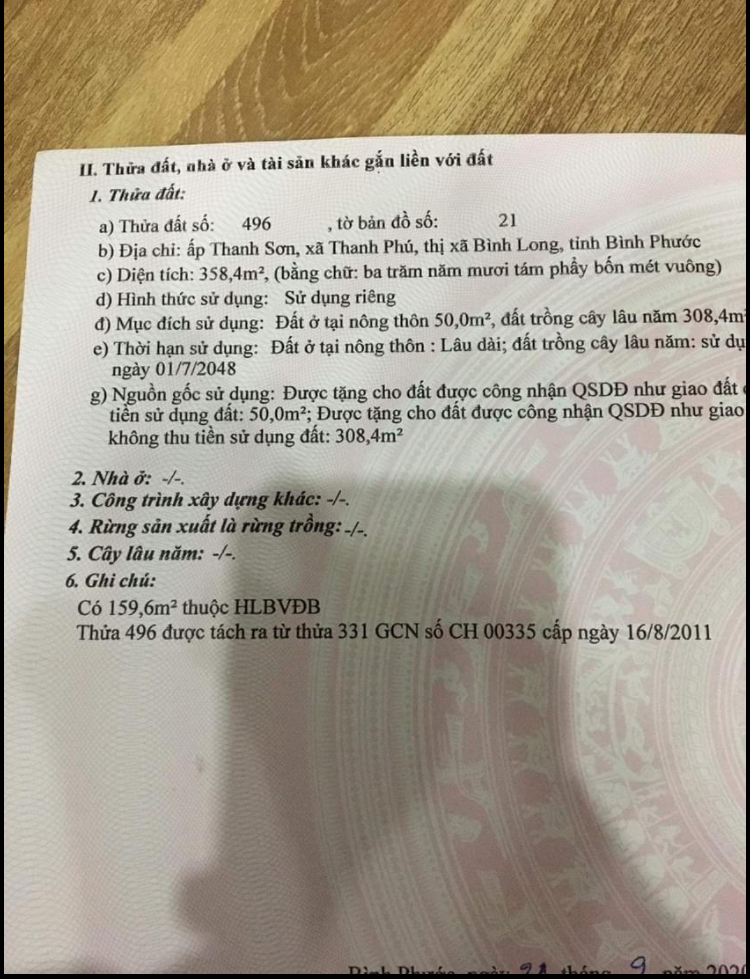 II. Thửa đất, nhà ở và tài sản khác gắn liền với đất
1. Thửa đất:
a) Thửa đất số: 496 , tờ bản đồ số: 21
b) Địa chỉ: ấp Thanh Sơn, xã Thanh Phú, thị xã Bình Long, tỉnh Bình Phước
c) Diện tích: 358,4m², (bằng chữ: ba trăm năm mươi tám phẩy bốn mét vuông)
d) Hình thức sử dụng: Sử dụng riêng
đ) Mục đích sử dụng: Đất ở tại nông thôn 50,0m², đất trồng cây lâu năm 308,4m²
e) Thời hạn sử dụng: Đất ở tại nông thôn : Lâu dài; đất trồng cây lâu năm: sử dụ
ngày 01/7/2048
g) Nguồn gốc sử dụng: Được tặng cho đất được công nhận QSDĐ như giao đất
tiền sử dụng đất: 50,0m²; Được tặng cho đất được công nhận QSDĐ như giao
không thu tiền sử dụng đất: 308,4m²
2. Nhà ở: -/-.
3. Công trình xây dựng khác: -/-.
4. Rừng sản xuất là rừng trồng: -/-.
5. Cây lâu năm: -/-.
6. Ghi chú:
Có 159,6m² thuộc HLBVĐB
Thửa 496 được tách ra từ thửa 331 GCN số CH 00335 cấp ngày 16/8/2011
Bình Phước, ngày tháng 9 năm